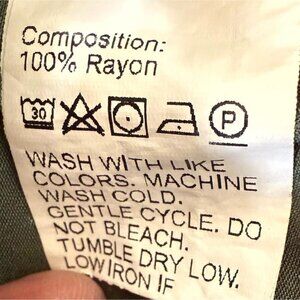 Composition:
100% Rayon
30 P
WASH WITH LIKE
COLORS. MACHINE
WASH COLD.
GENTLE CYCLE. DO
NOT BLEACH.
TUMBLE DRY LOW.
LOW IRON IF